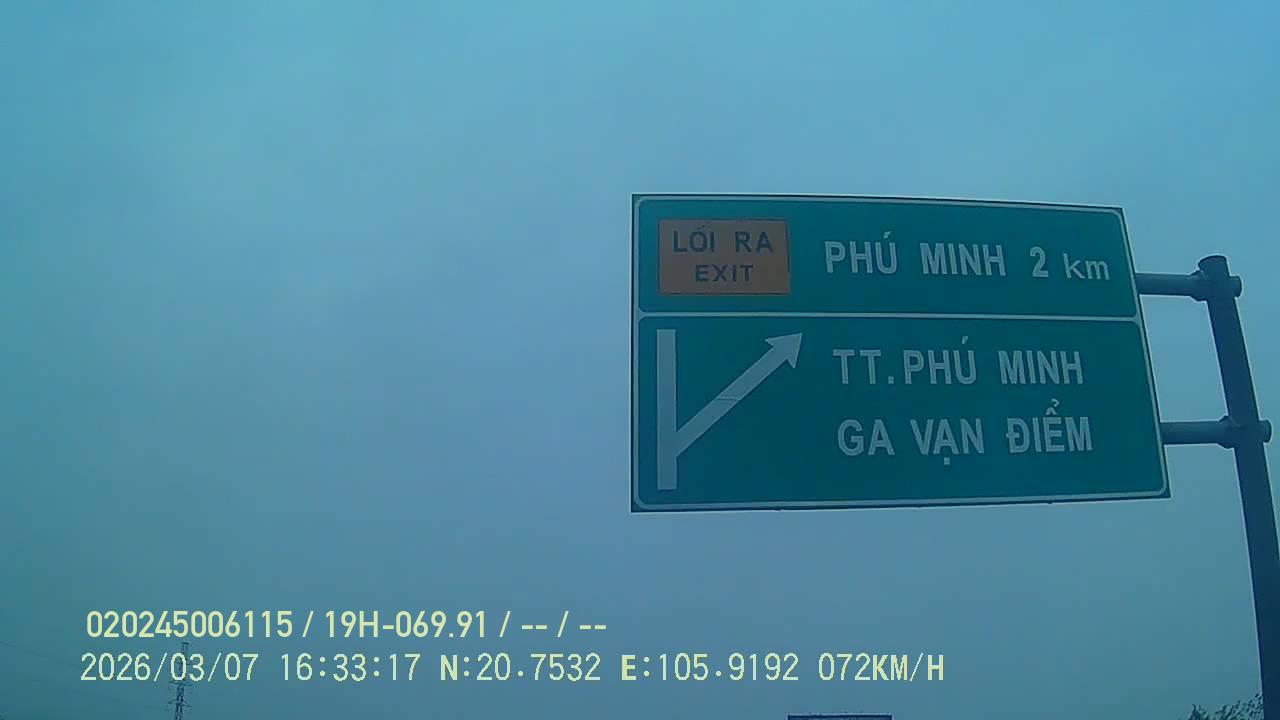 LỐI RA
EXIT
PHÚ MINH 2 km
TT.PHÚ MINH
GA VẠN ĐIỂM
020245006115 / 19H-069.91 / -- / --
2026/03/07 16:33:17 N:20.7532 E:105.9192 072KM/H